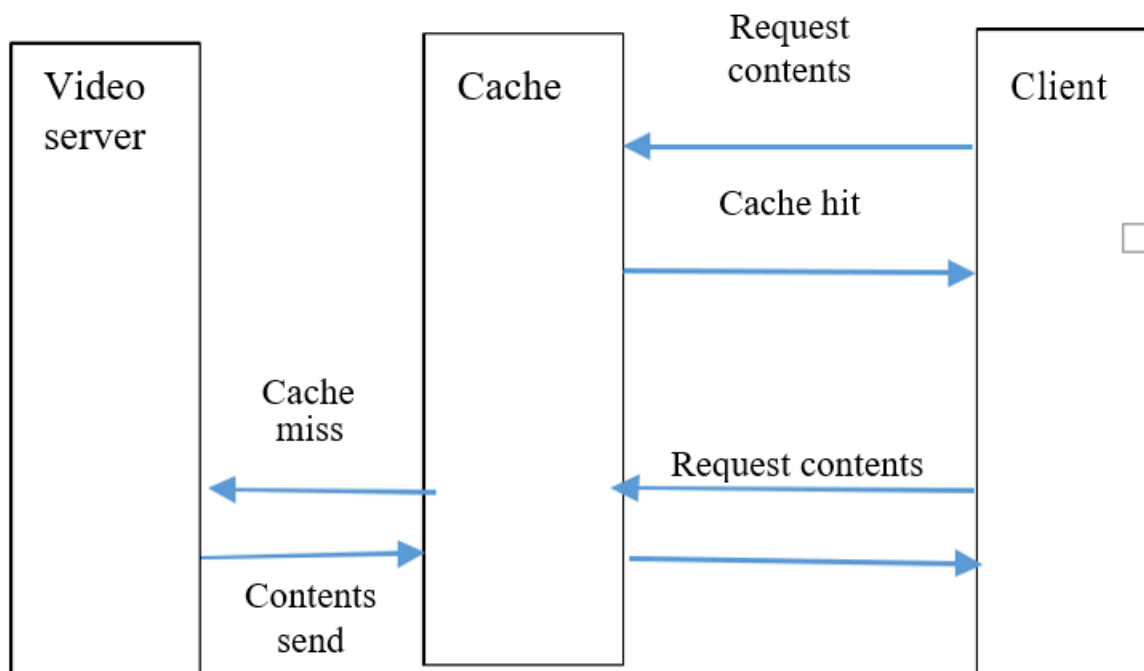 Video
server
Cache
Request
contents
Client
Cache hit
Cache
miss
Request contents
Contents
send